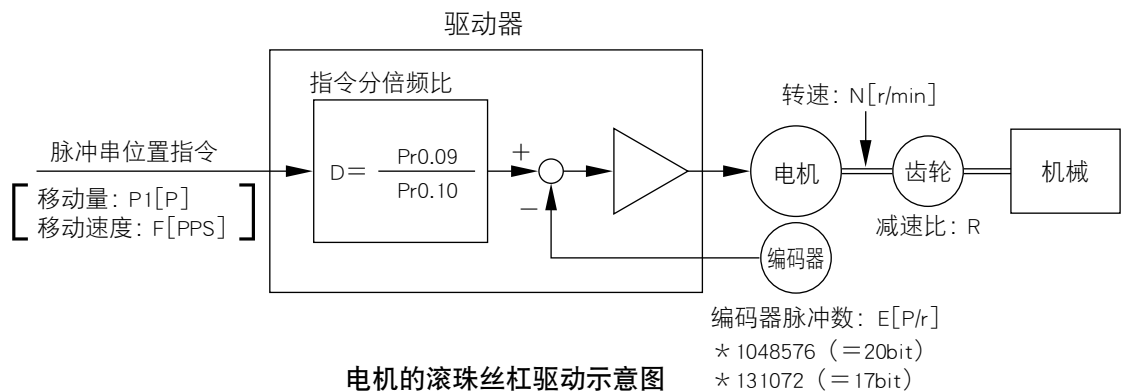 驱动器
指令分倍频比
转速: N[r/min]
脉冲串位置指令
移动量: P1[P]
移动速度: F[PPS]
D= Pr0.09
Pr0.10
+
−
电机
齿轮
机械
减速比: R
编码器
编码器脉冲数: E[P/r]
*1048576 (=20bit)
*131072 (=17bit)
电机的滚珠丝杠驱动示意图